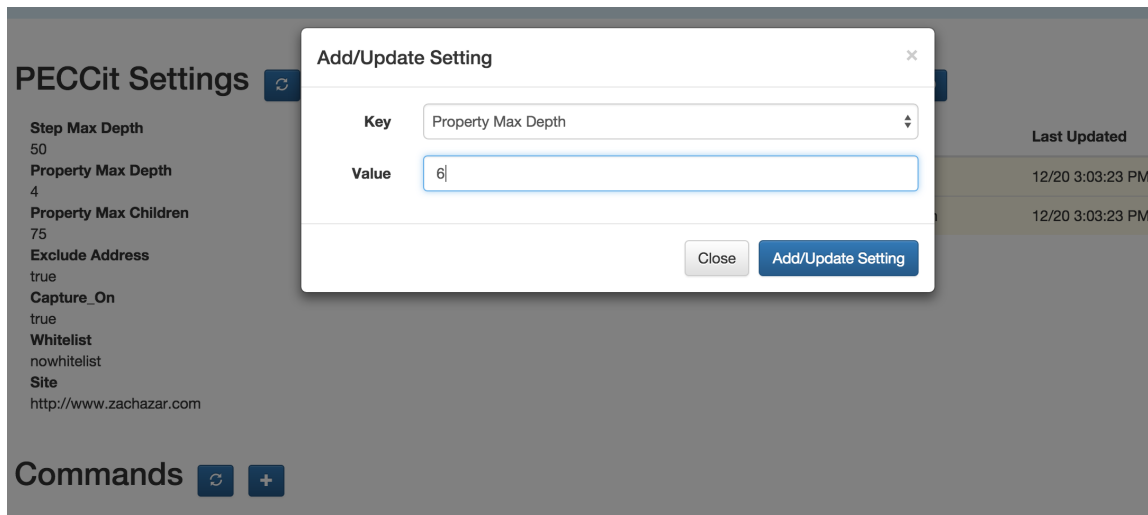 PECCit Settings
Step Max Depth
50
Property Max Depth
4
Property Max Children
75
Exclude Address
true
Capture_On
true
Whitelist
nowhitelist
Site
http://www.zachazar.com
Commands
Add/Update Setting
×
Key
Property Max Depth
Value
6
Close
Add/Update Setting
Last Updated
12/20 3:03:23 PM
12/20 3:03:23 PM